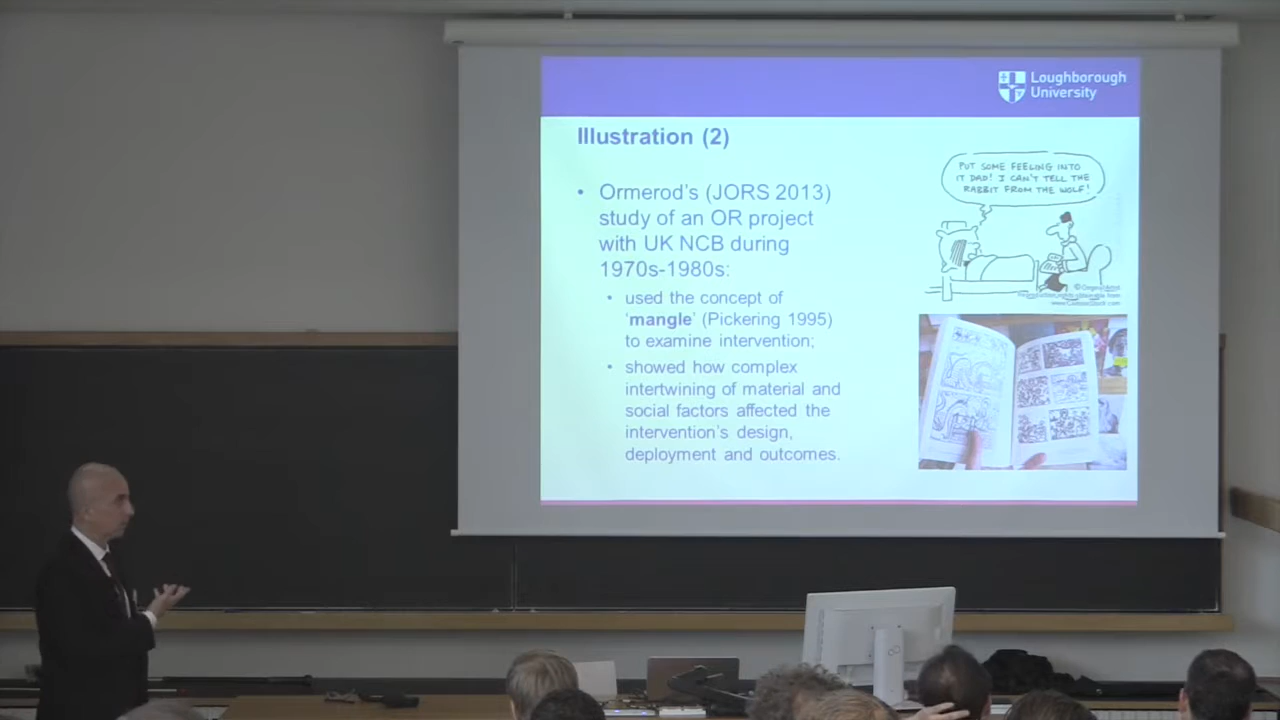 Loughborough
University
Illustration (2)
• Ormerod's (JORS 2013)
study of an OR project
with UK NCB during
1970s-1980s:
• used the concept of
'mangle' (Pickering 1995)
to examine intervention;
• showed how complex
intertwining of material and
social factors affected the
intervention's design,
deployment and outcomes.
PUT SOME FEELING INTO
IT DAD! I CAN'T TELL THE
RABBIT FROM THE WOLF!